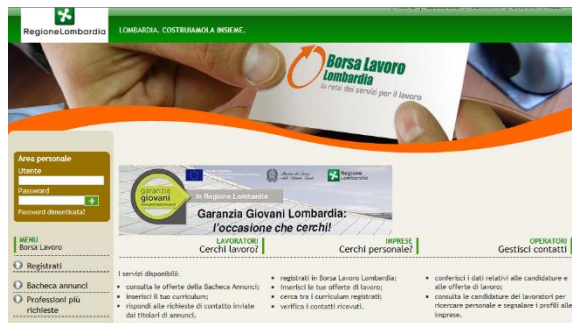 RegioneLombardia
LOMBARDIA. COSTRUIAMOLA INSIEME.
Borsa Lavoro
Lombardia
la rete dei servizi per il lavoro
Area personale
Utente
Password
Password dimenticata?
MENU
Borsa Lavoro
Registrati
Bacheca annunci
Professioni più
richieste
garanzia
giovani
in Regione Lombardia
Regione
Lombardia
Garanzia Giovani Lombardia:
l'occasione che cerchi!
LAVORATORI
Cerchi lavoro?
I servizi disponibili:
consulta le offerte della Bacheca Annunci;
inserisci il tuo curriculum;
rispondi alle richieste di contatto inviate
dai titolari di annunci.
IMPRESE
Cerchi personale?
registrati in Borsa Lavoro Lombardia;
inserisci le tue offerte di lavoro;
cerca tra i curriculum registrati;
verifica i contatti ricevuti.
OPERATORI
Gestisci contatti
conferisci i dati relativi alle candidature e
alle offerte di lavoro;
consulta le candidature dei lavoratori per
ricercare personale e segnalare i profili alle
imprese.